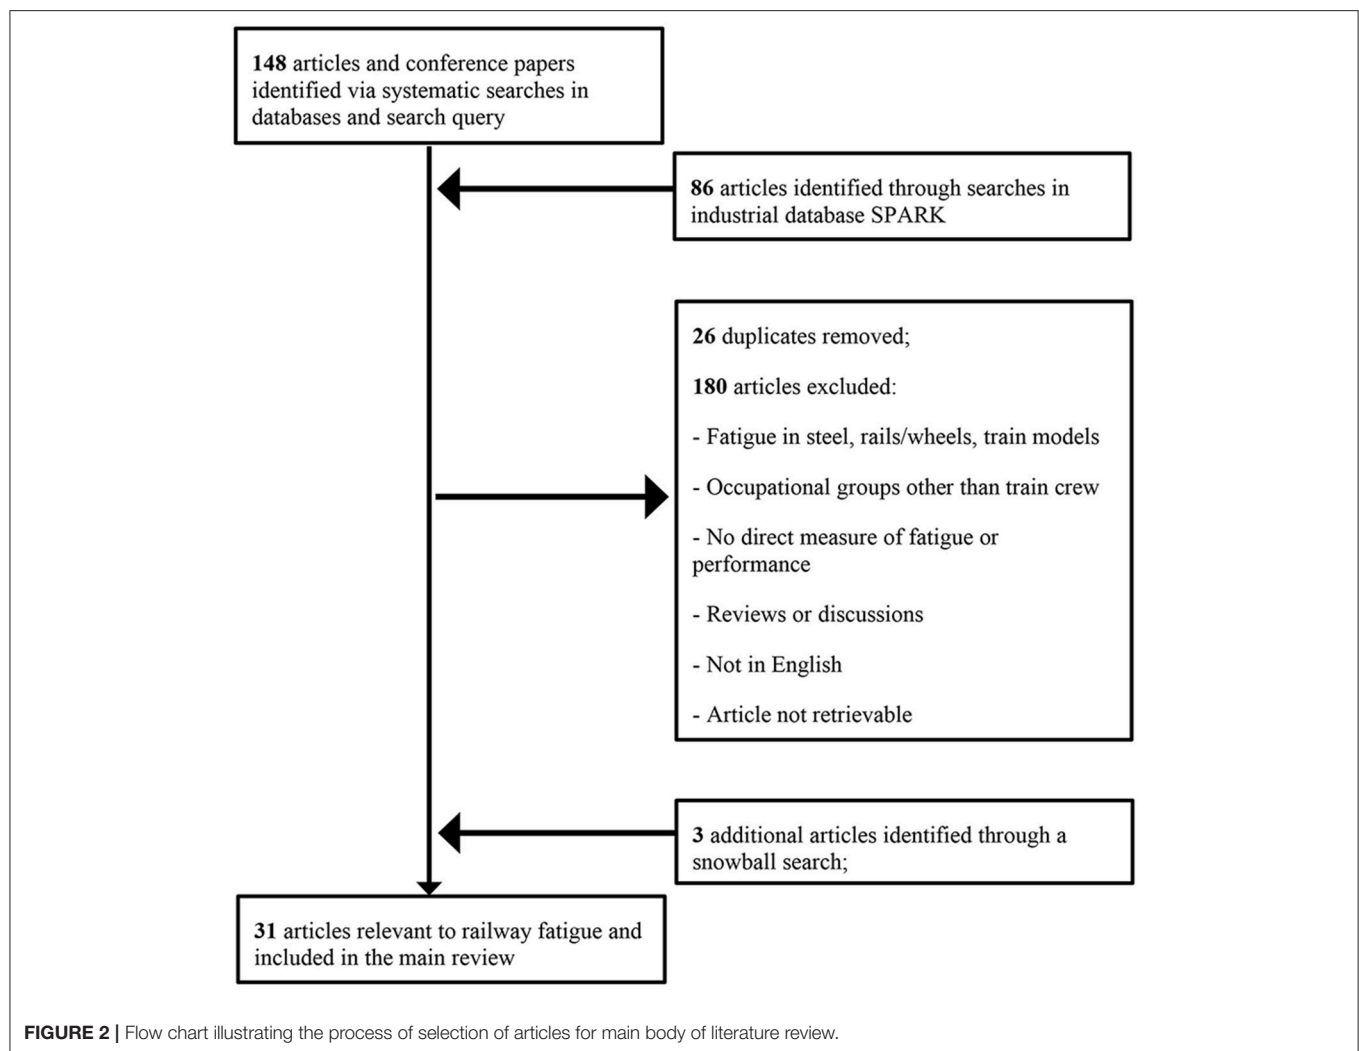 148 articles and conference papers
identified via systematic searches in
databases and search query
86 articles identified through searches in
industrial database SPARK
26 duplicates removed;
180 articles excluded:
- Fatigue in steel, rails/wheels, train models
- Occupational groups other than train crew
- No direct measure of fatigue or
performance
- Reviews or discussions
- Not in English
- Article not retrievable
3 additional articles identified through a
snowball search;
31 articles relevant to railway fatigue and
included in the main review
FIGURE 2 | Flow chart illustrating the process of selection of articles for main body of literature review.